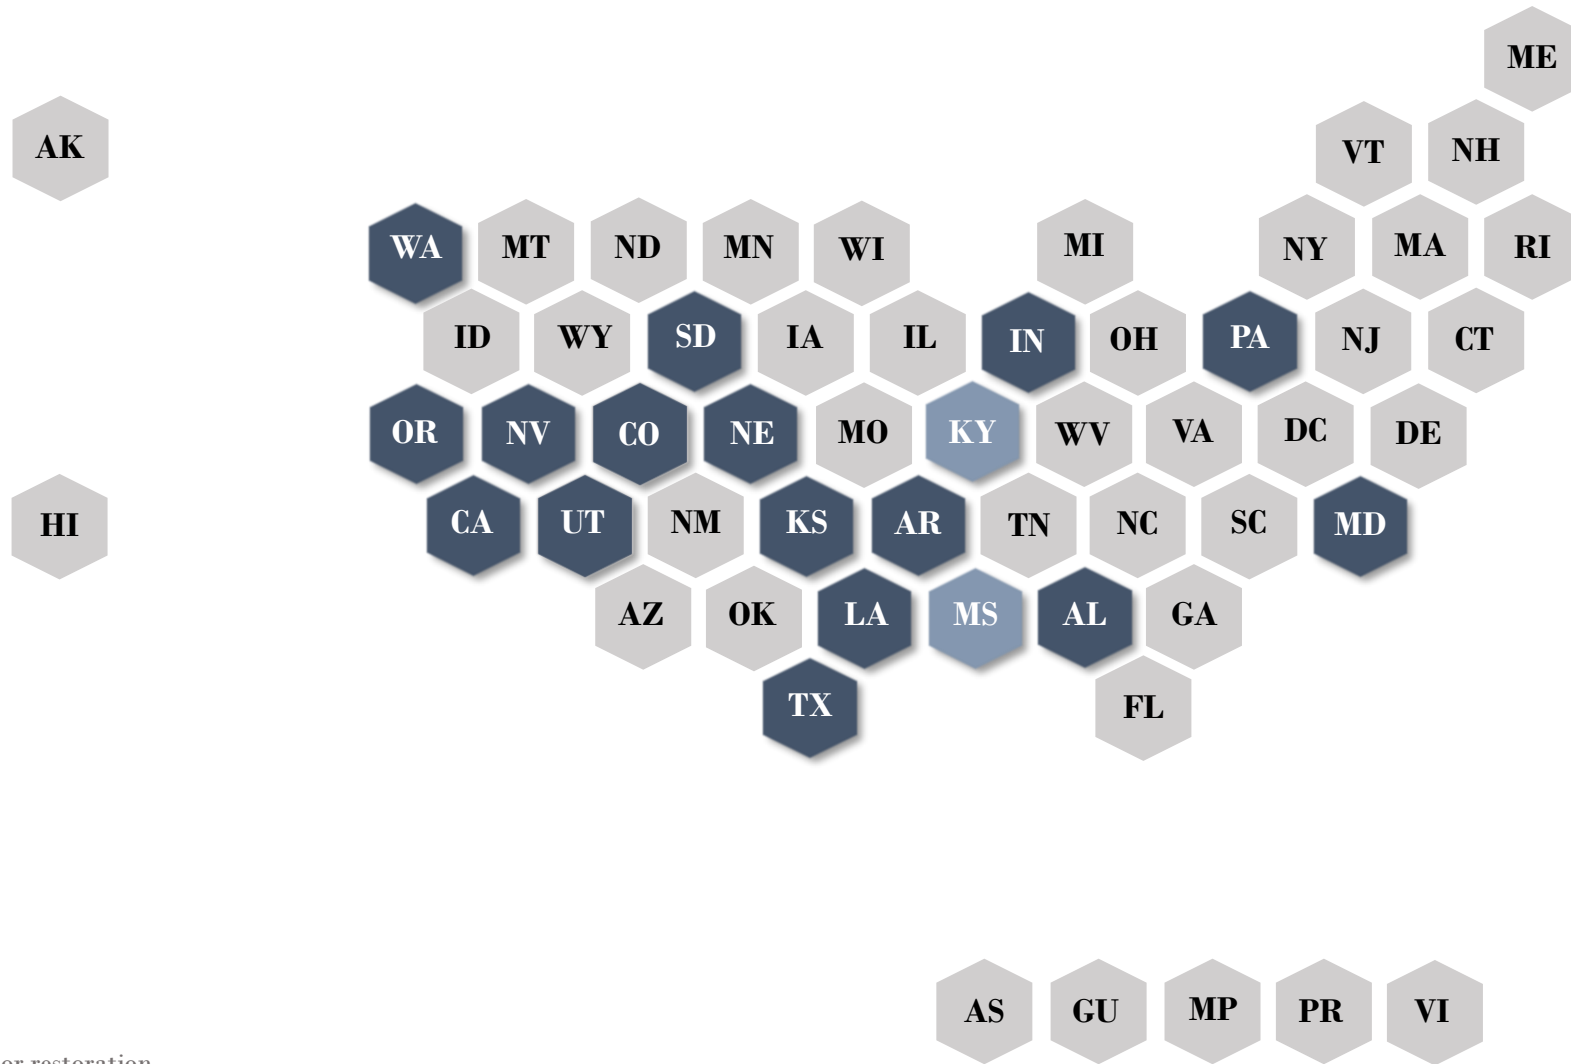 ME
AK
VT NH
WA MT ND MN WI MI NY MA RI
ID WY SD IA IL IN OH PA NJ CT
OR NV CO NE MO KY WV VA DC DE
HI CA UT NM KS AR TN NC SC MD
AZ OK LA MS AL GA
TX FL
AS GU MP PR VI
or restoration